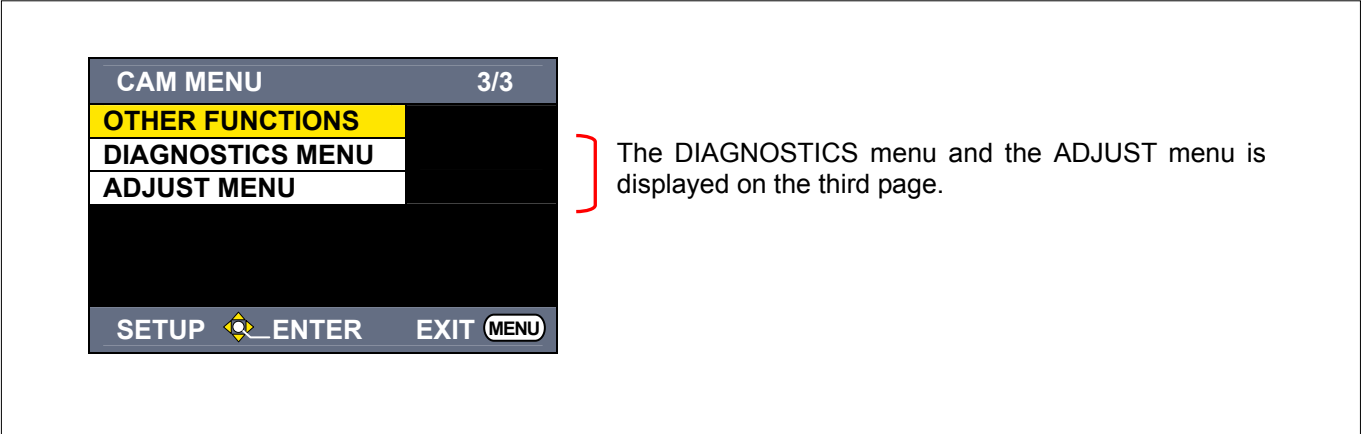 CAM MENU 3/3
OTHER FUNCTIONS
DIAGNOSTICS MENU
ADJUST MENU
SETUP ENTER EXIT MENU
The DIAGNOSTICS menu and the ADJUST menu is
displayed on the third page.